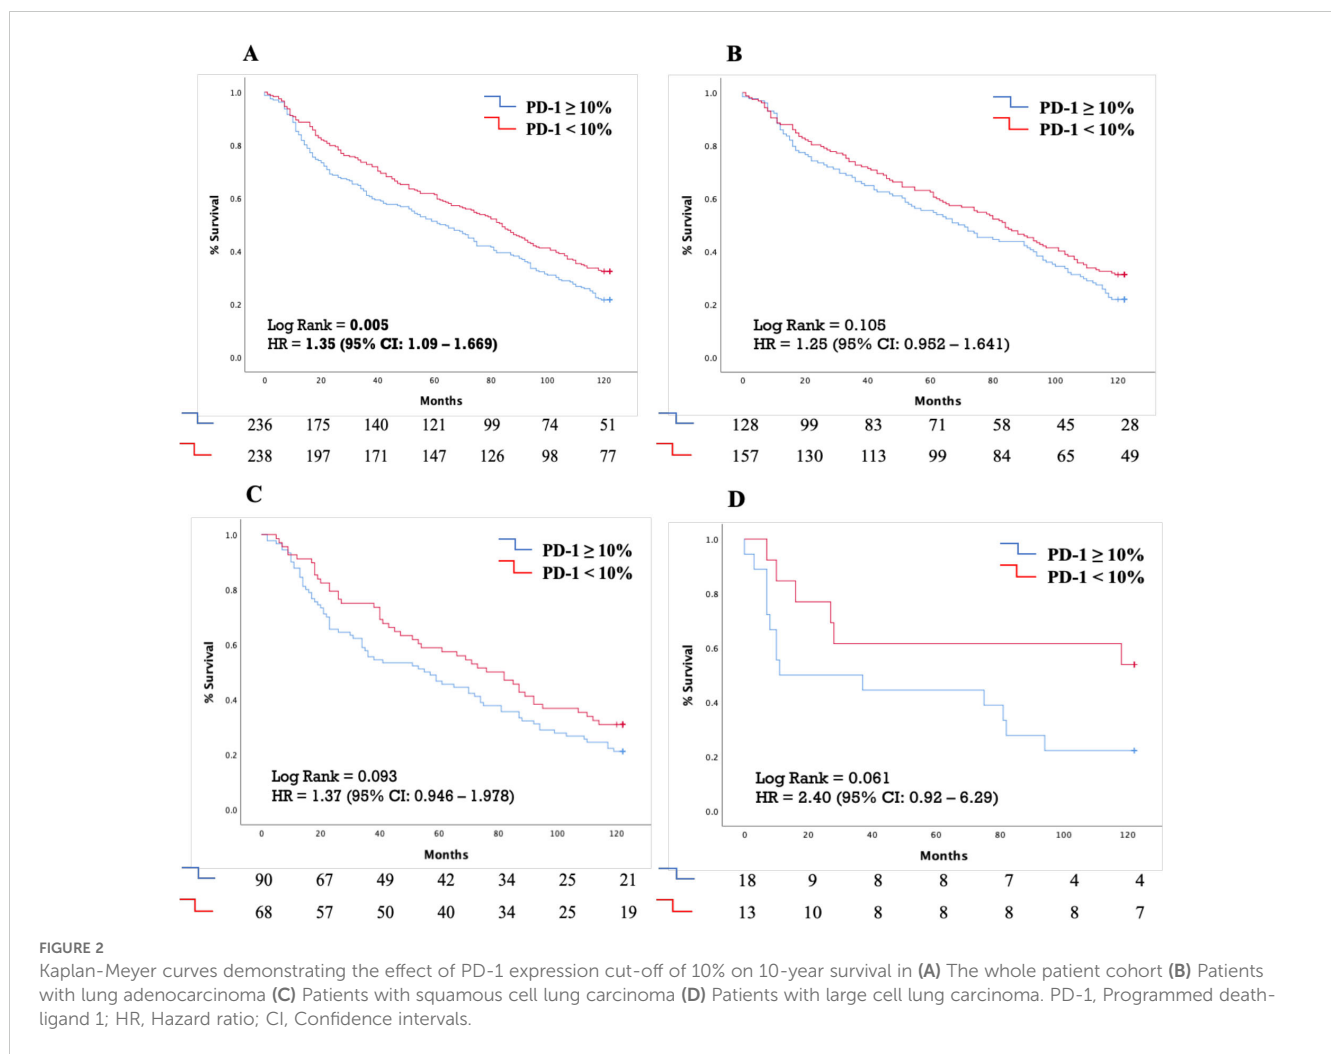 A
% Survival
1.0
0.8
0.6
0.4
0.2
0.0
PD-1 ≥ 10%
PD-1 < 10%
Log Rank = 0.005
HR = 1.35 (95% CI: 1.09 – 1.669)
0 20 40 60 80 100 120
Months
236 175 140 121 99 74 51
238 197 171 147 126 98 77
B
% Survival
1.0
0.8
0.6
0.4
0.2
0.0
PD-1 ≥ 10%
PD-1 < 10%
Log Rank = 0.105
HR = 1.25 (95% CI: 0.952 – 1.641)
0 20 40 60 80 100 120
Months
128 99 83 71 58 45 28
157 130 113 99 84 65 49
C
% Survival
1.0
0.8
0.6
0.4
0.2
0.0
PD-1 ≥ 10%
PD-1 < 10%
Log Rank = 0.093
HR = 1.37 (95% CI: 0.946 – 1.978)
0 20 40 60 80 100 120
Months
90 67 49 42 34 25 21
68 57 50 40 34 25 19
D
% Survival
1.0
0.8
0.6
0.4
0.2
0.0
PD-1 ≥ 10%
PD-1 < 10%
Log Rank = 0.061
HR = 2.40 (95% CI: 0.92 – 6.29)
0 20 40 60 80 100 120
Months
18 9 8 8 7 4 4
13 10 8 8 8 8 7
FIGURE 2
Kaplan-Meyer curves demonstrating the effect of PD-1 expression cut-off of 10% on 10-year survival in (A) The whole patient cohort (B) Patients
with lung adenocarcinoma (C) Patients with squamous cell lung carcinoma (D) Patients with large cell lung carcinoma. PD-1, Programmed death-
ligand 1; HR, Hazard ratio; CI, Confidence intervals.